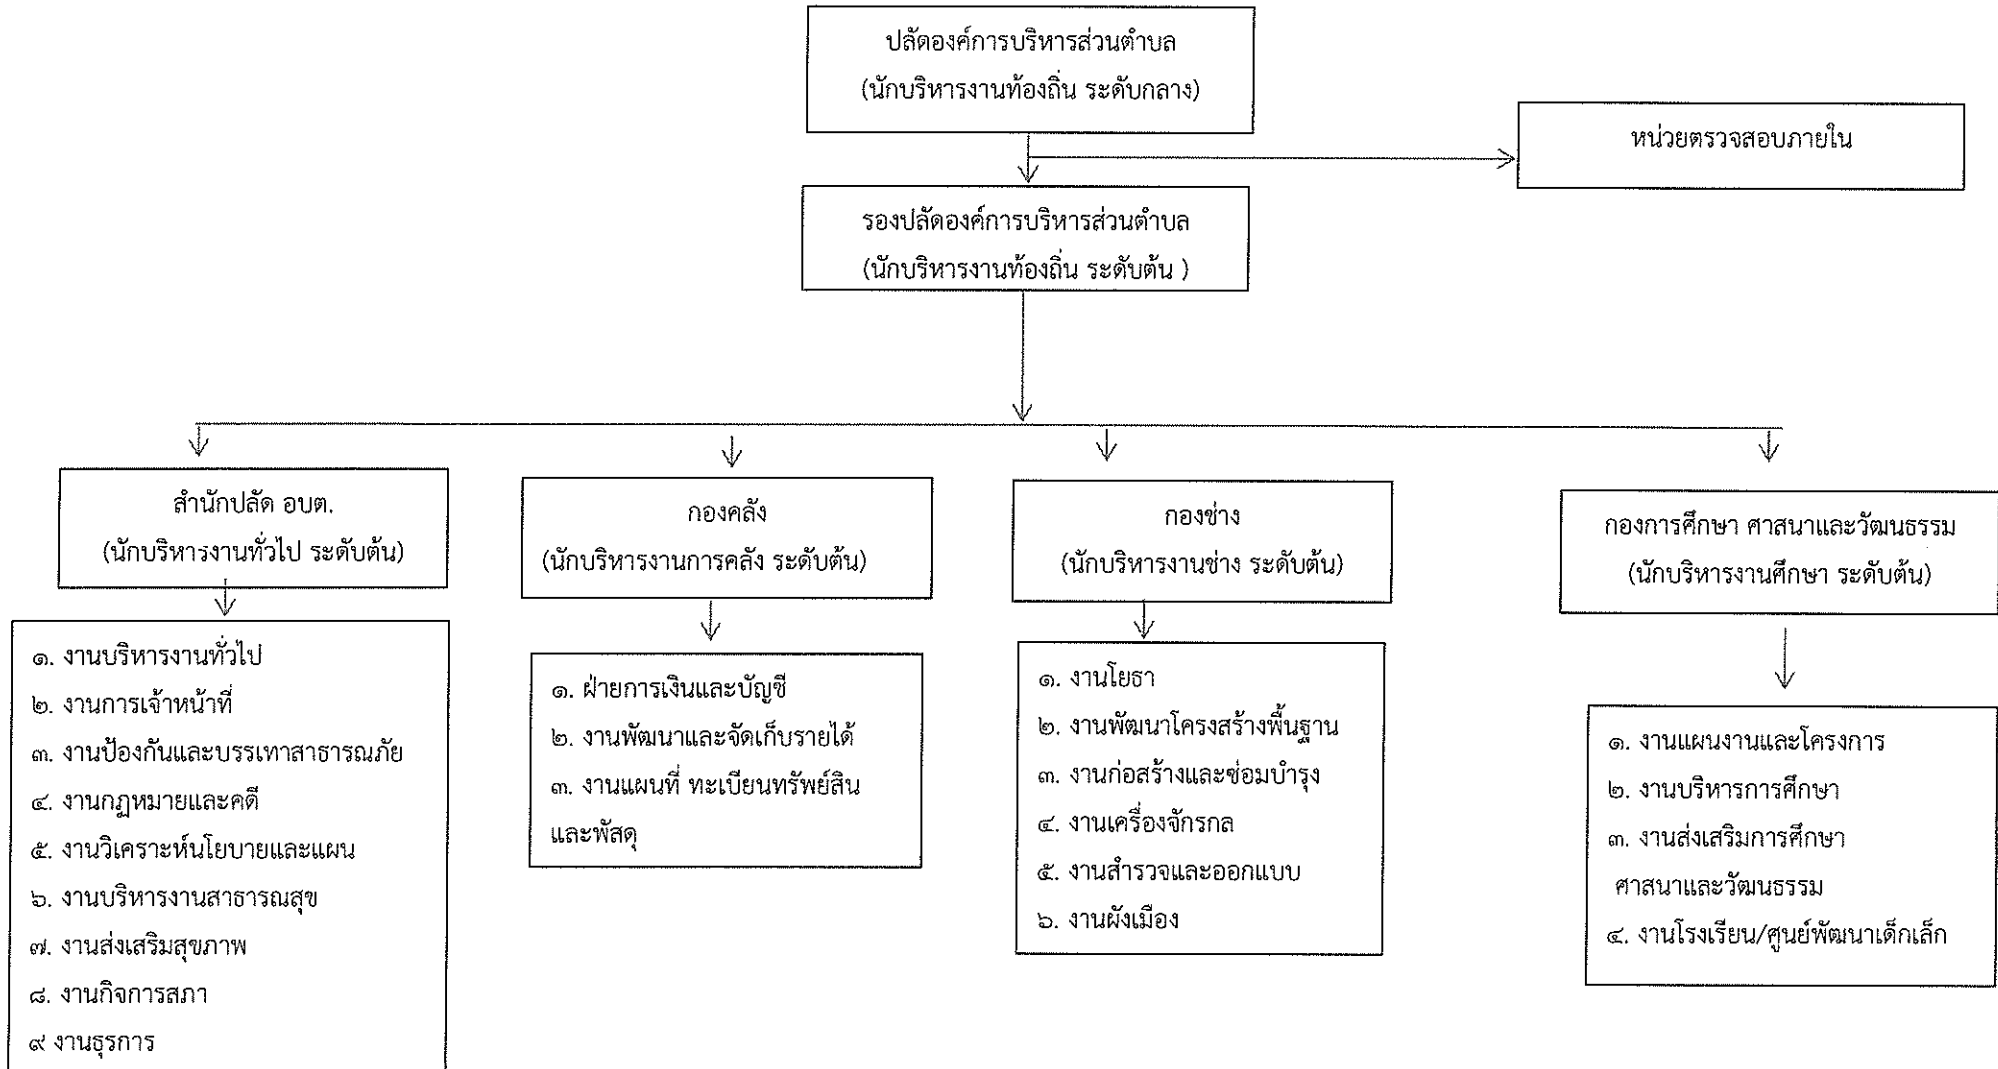 ปลัดองค์การบริหารส่วนตำบล
(นักบริหารงานท้องถิ่น ระดับกลาง)
หน่วยตรวจสอบภายใน
รองปลัดองค์การบริหารส่วนตำบล
(นักบริหารงานท้องถิ่น ระดับต้น )
สำนักปลัด อบต.
(นักบริหารงานทั่วไป ระดับต้น)
๑. งานบริหารงานทั่วไป
๒. งานการเจ้าหน้าที่
๓. งานป้องกันและบรรเทาสาธารณภัย
๔. งานกฎหมายและคดี
๕. งานวิเคราะห์นโยบายและแผน
๖. งานบริหารงานสาธารณสุข
๗. งานส่งเสริมสุขภาพ
๘. งานกิจการสภา
๙ งานธุรการ
กองคลัง
(นักบริหารงานการคลัง ระดับต้น)
๑. ฝ่ายการเงินและบัญชี
๒. งานพัฒนาและจัดเก็บรายได้
๓. งานแผนที่ ทะเบียนทรัพย์สิน
และพัสดุ
กองช่าง
(นักบริหารงานช่าง ระดับต้น)
๑. งานโยธา
๒. งานพัฒนาโครงสร้างพื้นฐาน
๓. งานก่อสร้างและซ่อมบำรุง
๔. งานเครื่องจักรกล
๕. งานสำรวจและออกแบบ
๖. งานผังเมือง
กองการศึกษา ศาสนาและวัฒนธรรม
(นักบริหารงานศึกษา ระดับต้น)
๑. งานแผนงานและโครงการ
๒. งานบริหารการศึกษา
๓. งานส่งเสริมการศึกษา
ศาสนาและวัฒนธรรม
๔. งานโรงเรียน/ศูนย์พัฒนาเด็กเล็ก